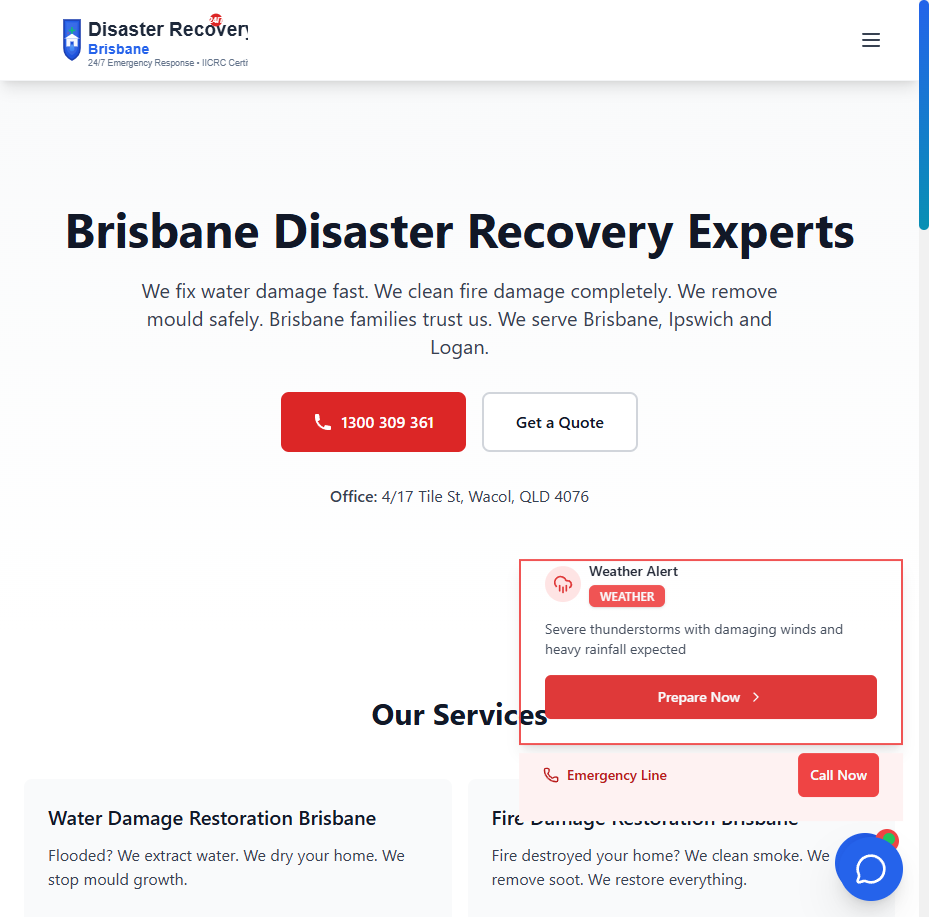 Disaster Recovery
24/7
Brisbane
24/7 Emergency Response • IICRC
Brisbane Disaster Recovery Experts
We fix water damage fast. We clean fire damage completely. We remove
mould safely. Brisbane families trust us. We serve Brisbane, Ipswich and
Logan.
1300 309 361
Get a Quote
Office: 4/17 Tile St, Wacol, QLD 4076
Weather Alert
WEATHER
Severe thunderstorms with damaging winds and
heavy rainfall expected
Prepare Now
Our Services
Emergency Line
Call Now
Water Damage Restoration Brisbane
Flooded? We extract water. We dry your home. We
stop mould growth.
Fire Damage Restoration Brisbane
Fire destroyed your home? We clean smoke. We
remove soot. We restore everything.